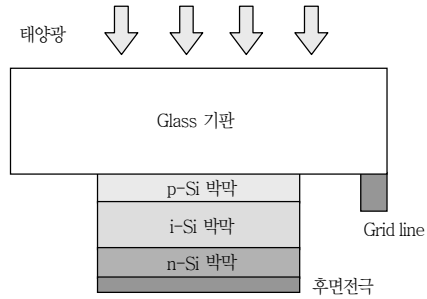 태양광
Glass 기판
p-Si 박막
i-Si 박막
Grid line
n-Si 박막
후면전극